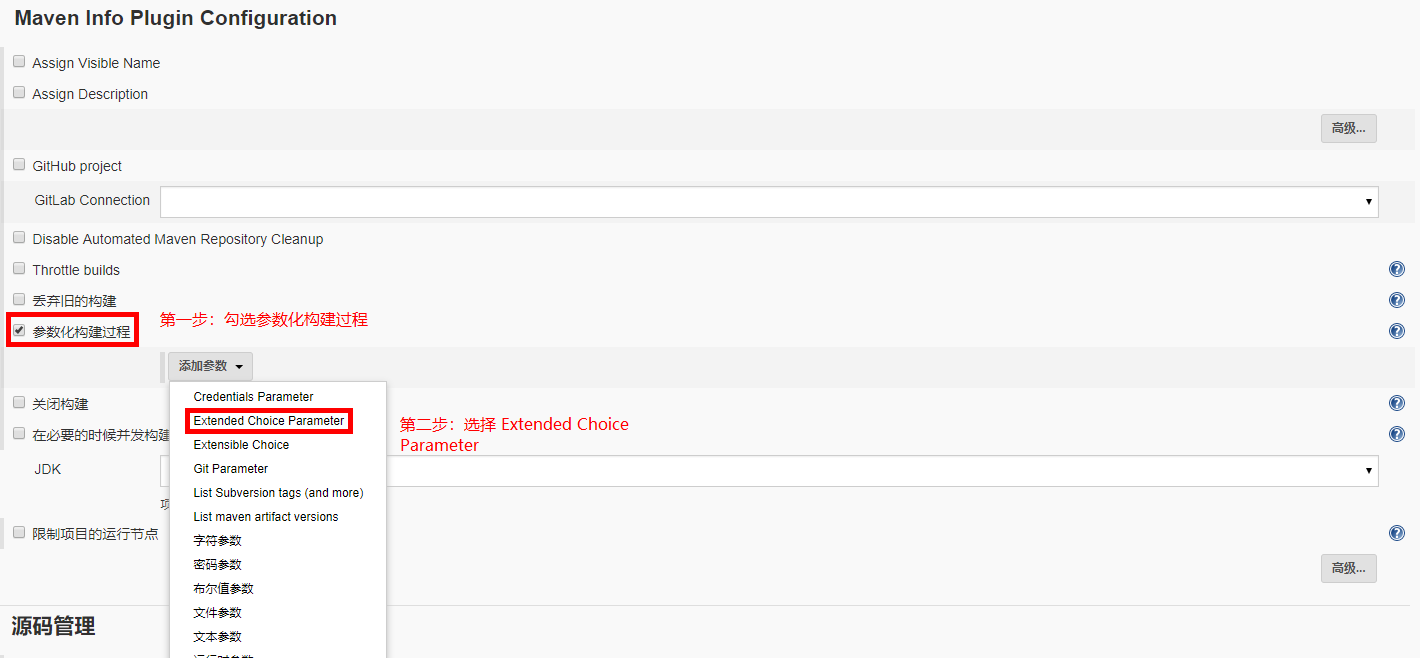 Maven Info Plugin Configuration
Assign Visible Name
Assign Description
高级...
GitHub project
GitLab Connection
Disable Automated Maven Repository Cleanup
Throttle builds
丢弃旧的构建
参数化构建过程
第一步：勾选参数化构建过程
添加参数
Credentials Parameter
Extended Choice Parameter
第二步：选择 Extended Choice
Parameter
Extensible Choice
Git Parameter
List Subversion tags (and more)
List maven artifact versions
字符参数
密码参数
布尔值参数
文件参数
文本参数
关闭构建
在必要的时候并发构建
JDK
限制项目的运行节点
高级...
源码管理